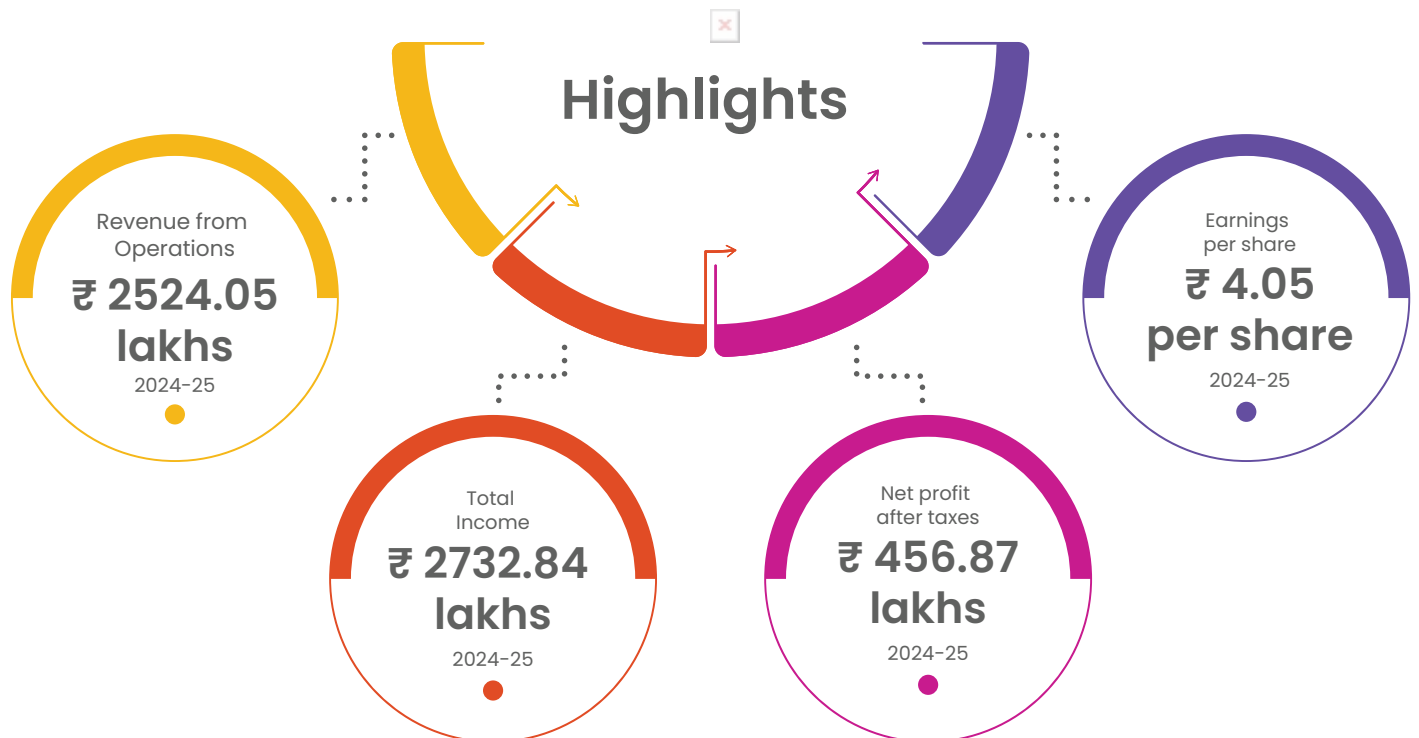 Highlights
Revenue from
Operations
₹ 2524.05
lakhs
2024-25
Total
Income
₹ 2732.84
lakhs
2024-25
Net profit
after taxes
₹ 456.87
lakhs
2024-25
Earnings
per share
₹ 4.05
per share
2024-25